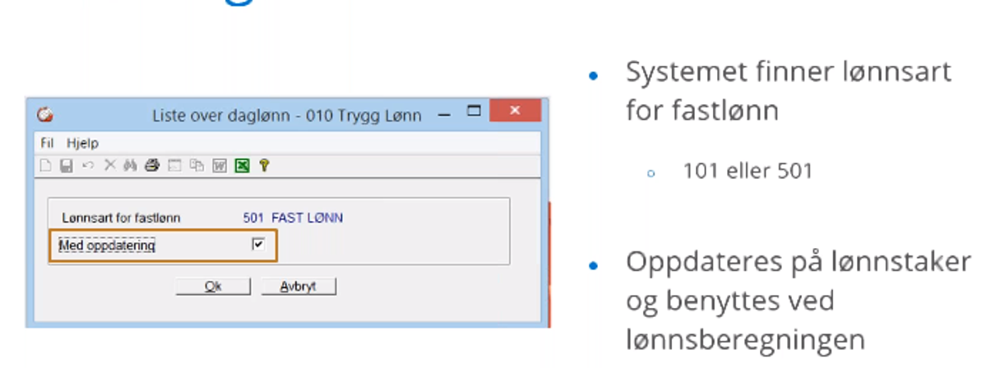 Liste over daglønn - 010 Trygg Lønn
Fil Hjelp
Lønnsart for fastlønn 501 FAST LØNN
Med oppdatering
Ok Avbryt
• Systemet finner lønnsart
for fastlønn
○ 101 eller 501
• Oppdateres på lønnstaker
og benyttes ved
lønnsberegningen